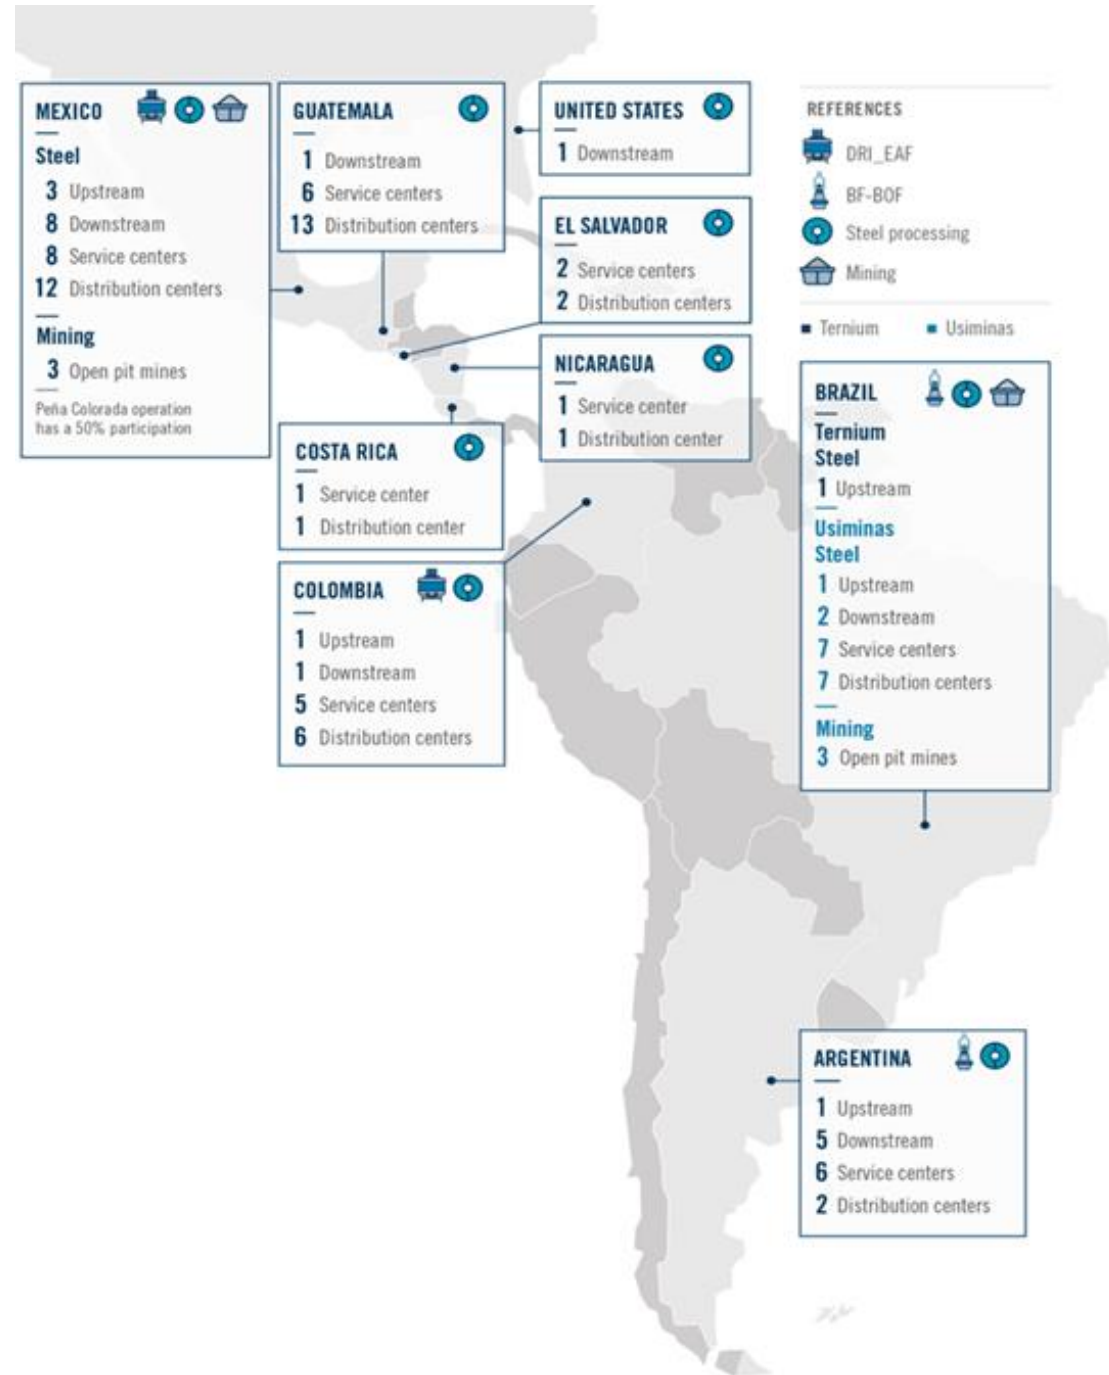 MEXICO
Steel
3 Upstream
8 Downstream
8 Service centers
12 Distribution centers
Mining
3 Open pit mines
Peña Colorada operation
has a 50% participation
GUATEMALA
1 Downstream
6 Service centers
13 Distribution centers
UNITED STATES
1 Downstream
EL SALVADOR
2 Service centers
2 Distribution centers
NICARAGUA
1 Service center
1 Distribution center
COSTA RICA
1 Service center
1 Distribution center
COLOMBIA
1 Upstream
1 Downstream
5 Service centers
6 Distribution centers
REFERENCES
DRI_EAF
BF-BOF
Steel processing
Mining
Ternium
Usiminas
BRAZIL
Ternium
Steel
1 Upstream
Usiminas
Steel
1 Upstream
2 Downstream
7 Service centers
7 Distribution centers
Mining
3 Open pit mines
ARGENTINA
1 Upstream
5 Downstream
6 Service centers
2 Distribution centers